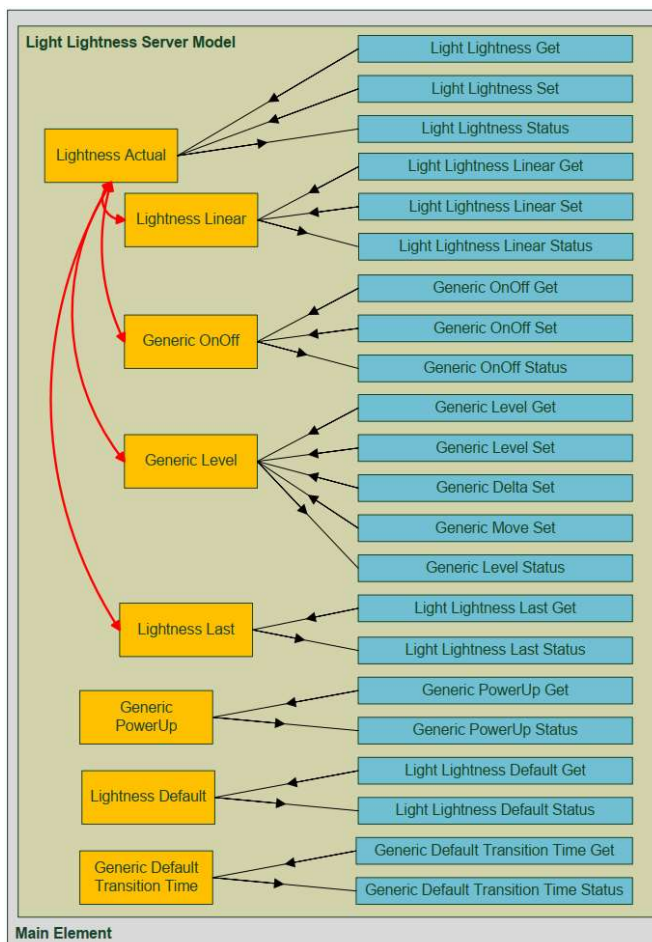 Light Lightness Server Model
Light Lightness Get
Light Lightness Set
Light Lightness Status
Lightness Actual
Light Lightness Linear Get
Light Lightness Linear Set
Light Lightness Linear Status
Lightness Linear
Generic OnOff Get
Generic OnOff Set
Generic OnOff Status
Generic OnOff
Generic Level Get
Generic Level Set
Generic Delta Set
Generic Move Set
Generic Level Status
Generic Level
Light Lightness Last Get
Light Lightness Last Status
Lightness Last
Generic PowerUp Get
Generic PowerUp Status
Generic
PowerUp
Light Lightness Default Get
Light Lightness Default Status
Lightness Default
Generic Default Transition Time Get
Generic Default Transition Time Status
Generic Default
Transition Time
Main Element